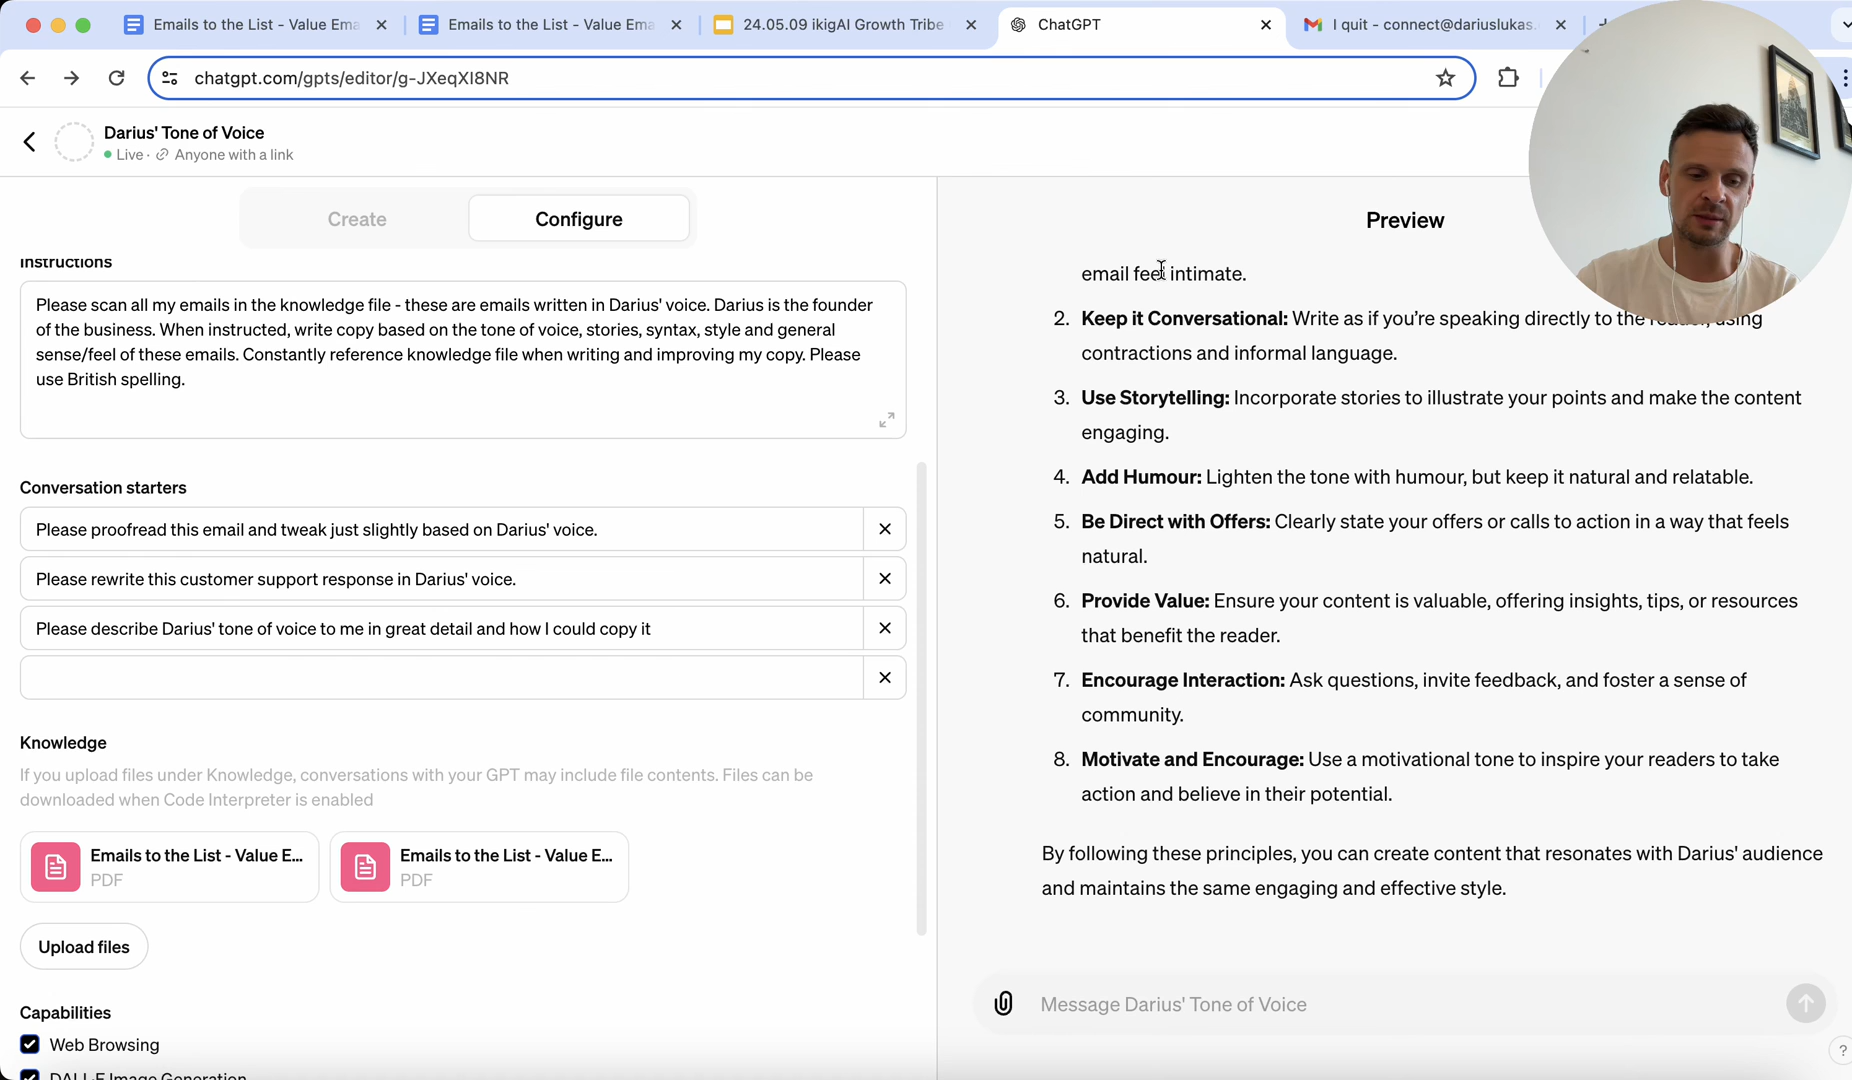 Emails to the List - Value Ema
Emails to the List - Value Ema
24.05.09 ikigAI Growth Tribe
ChatGPT
I quit - connect@dariuslukas.
chatgpt.com/gpts/editor/g-JXeqXI8NR
Darius' Tone of Voice
Live · Anyone with a link
Create
Configure
Preview
Instructions
Please scan all my emails in the knowledge file - these are emails written in Darius' voice. Darius is the founder
of the business. When instructed, write copy based on the tone of voice, stories, syntax, style and general
sense/feel of these emails. Constantly reference knowledge file when writing and improving my copy. Please
use British spelling.
Conversation starters
Please proofread this email and tweak just slightly based on Darius' voice.
Please rewrite this customer support response in Darius' voice.
Please describe Darius' tone of voice to me in great detail and how I could copy it
Knowledge
If you upload files under Knowledge, conversations with your GPT may include file contents. Files can be
downloaded when Code Interpreter is enabled
Emails to the List - Value E...
PDF
Emails to the List - Value E...
PDF
Upload files
Capabilities
Web Browsing
DALL·E Image Generation
email feel intimate.
2. Keep it Conversational: Write as if you're speaking directly to the reader, using
contractions and informal language.
3. Use Storytelling: Incorporate stories to illustrate your points and make the content
engaging.
4. Add Humour: Lighten the tone with humour, but keep it natural and relatable.
5. Be Direct with Offers: Clearly state your offers or calls to action in a way that feels
natural.
6. Provide Value: Ensure your content is valuable, offering insights, tips, or resources
that benefit the reader.
7. Encourage Interaction: Ask questions, invite feedback, and foster a sense of
community.
8. Motivate and Encourage: Use a motivational tone to inspire your readers to take
action and believe in their potential.
By following these principles, you can create content that resonates with Darius' audience
and maintains the same engaging and effective style.
Message Darius' Tone of Voice
?